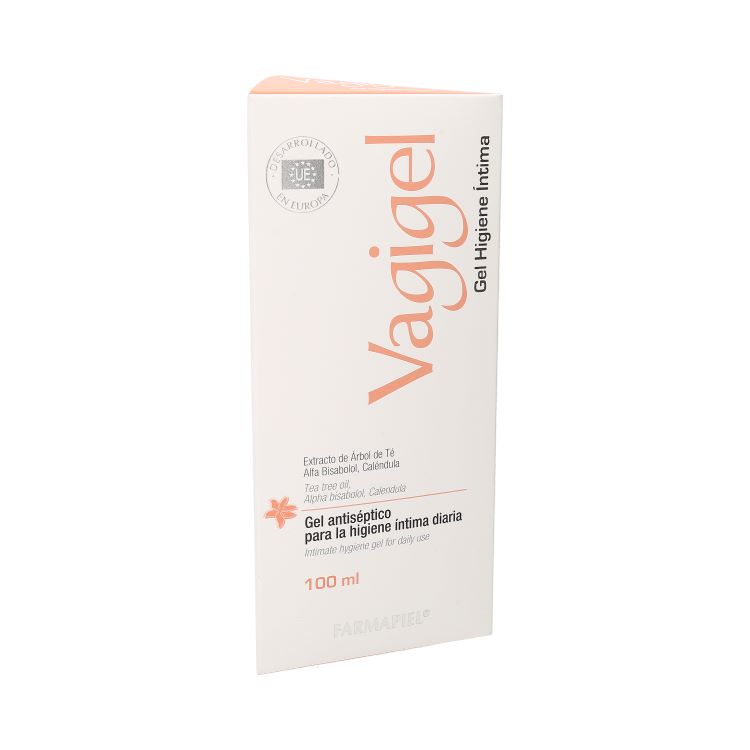 DESARROLLADO
UE
EN EUROPA
Vagigel
Gel Higiene Íntima
Extracto de Árbol de Té
Alfa Bisabolol, Caléndula
Tea tree oil,
Alpha bisabolol, Calendula
Gel antiséptico
para la higiene íntima diaria
Intimate hygiene gel for daily use
100 ml
FARMAPIEL®